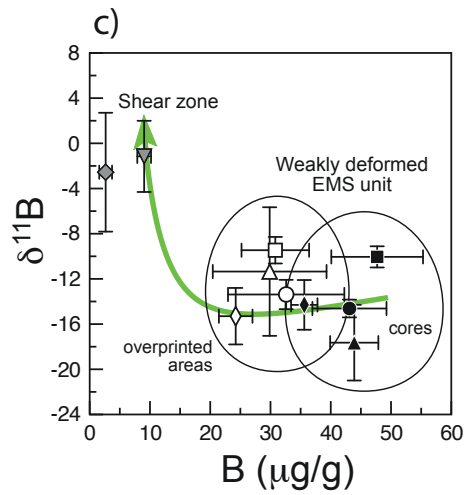 c)
8
4
0
-4
-8
-12
-16
-20
-24
δ¹¹B
Shear zone
Weakly deformed
EMS unit
overprinted
areas
cores
0 10 20 30 40 50 60
B (μg/g)